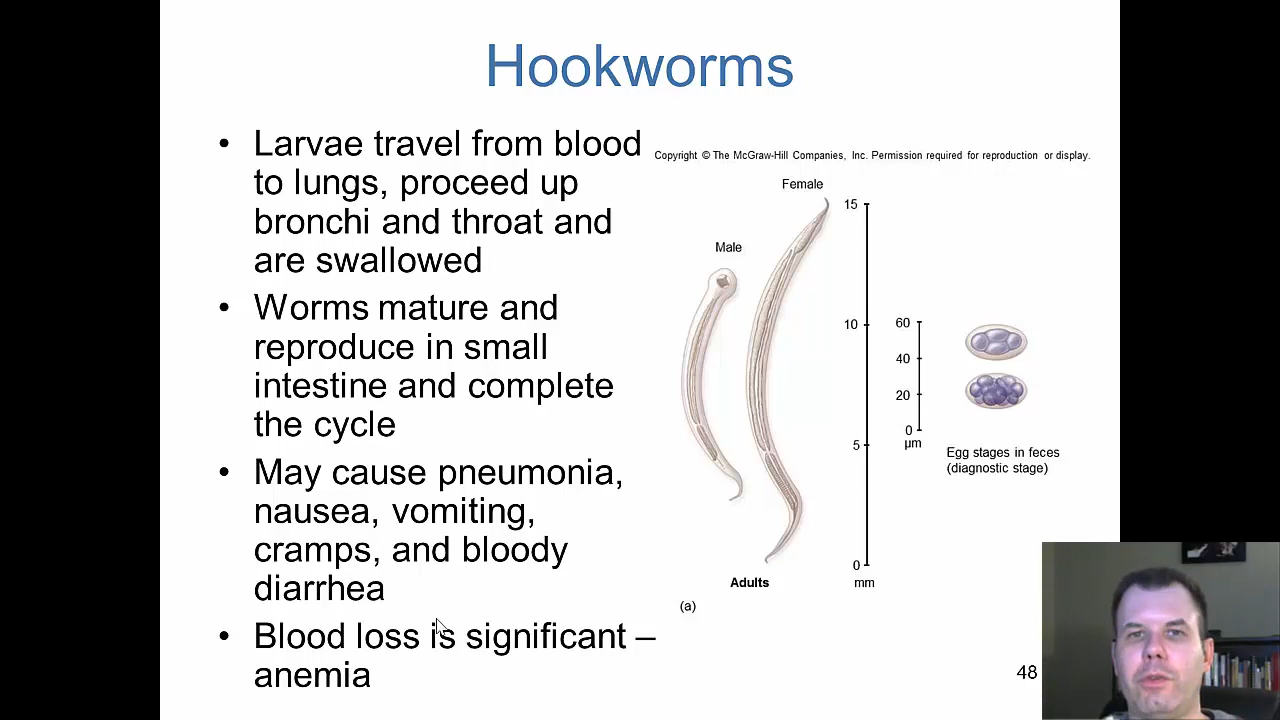 Hookworms
• Larvae travel from blood
to lungs, proceed up
bronchi and throat and
are swallowed
• Worms mature and
reproduce in small
intestine and complete
the cycle
• May cause pneumonia,
nausea, vomiting,
cramps, and bloody
diarrhea
• Blood loss is significant –
anemia
Copyright © The McGraw-Hill Companies, Inc. Permission required for reproduction or display.
Female
Male
15
10
5
0
mm
60
40
20
0
µm
Egg stages in feces
(diagnostic stage)
Adults
(a)
48